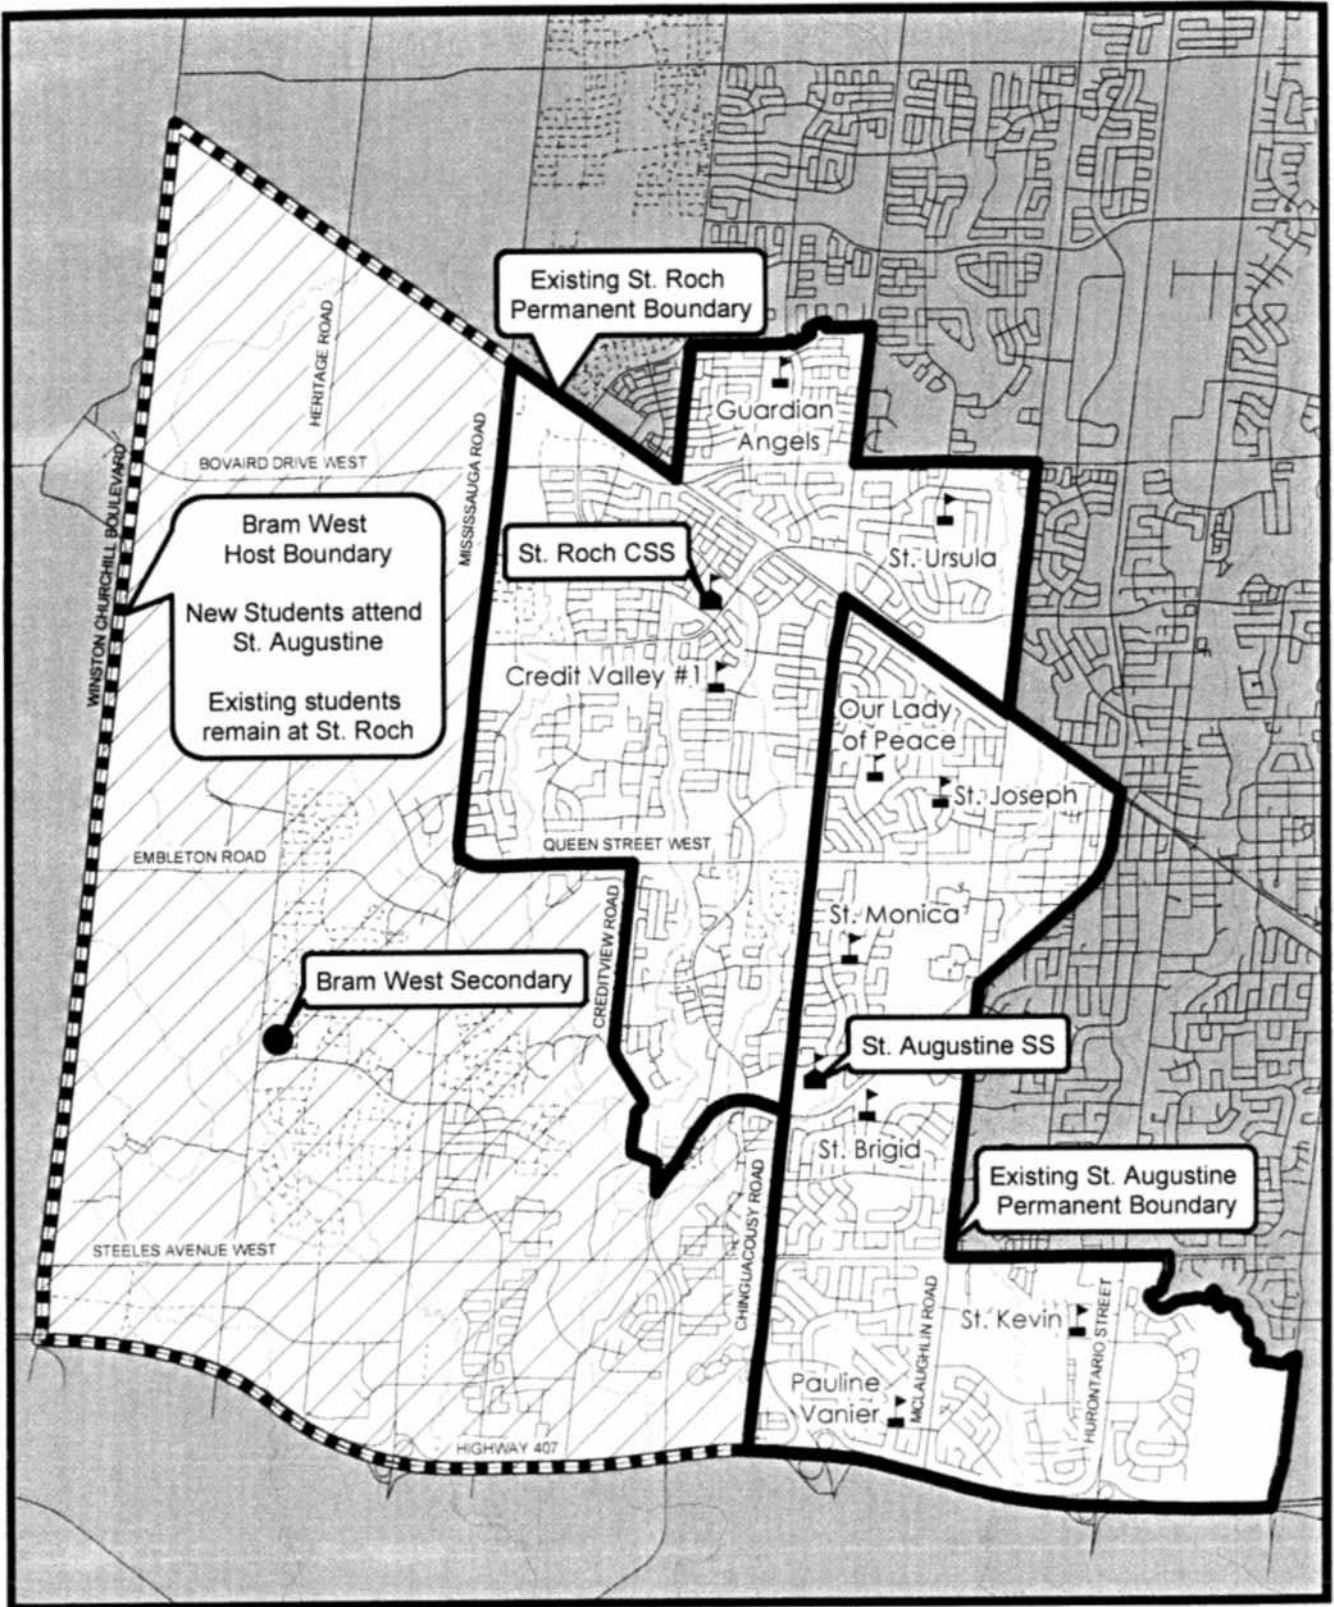 Existing St. Roch
Permanent Boundary
HERITAGE ROAD
Guardian
Angels
MISSISSAUGA ROAD
BOVAIRD DRIVE WEST
WINSTON CHURCHILL BOULEVARD
Bram West
Host Boundary
New Students attend
St. Augustine
Existing students
remain at St. Roch
St. Roch CSS
St. Ursula
Credit Valley #1
Our Lady
of Peace
St. Joseph
QUEEN STREET WEST
EMBLETON ROAD
CREDITVIEW ROAD
St. Monica
Bram West Secondary
St. Augustine SS
St. Brigid
Existing St. Augustine
Permanent Boundary
CHINGUACOUSY ROAD
STEELES AVENUE WEST
MCLAUGHLIN ROAD
HURONTARIO STREET
St. Kevin
Pauline
Vanier
HIGHWAY 407